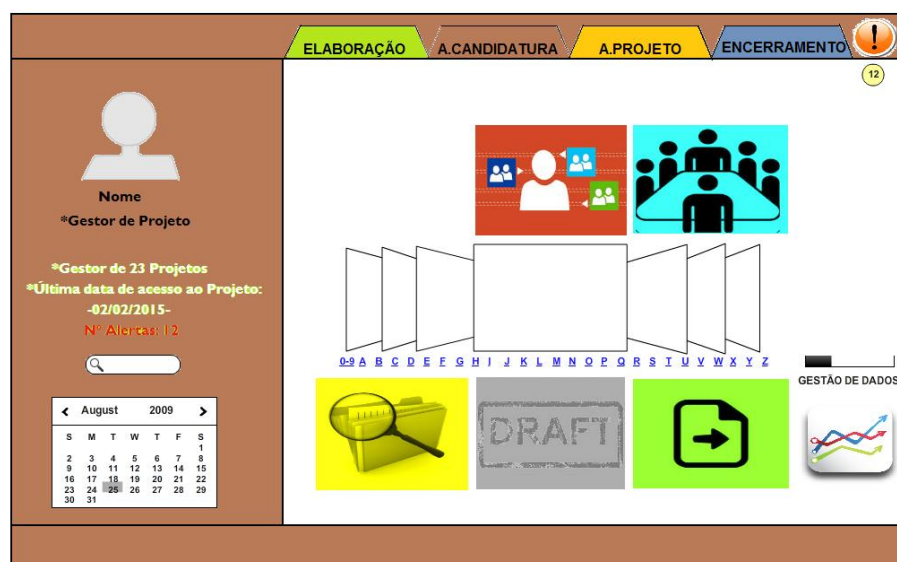 ELABORAÇÃO A.CANDIDATURA A.PROJETO ENCERRAMENTO
!
12
Nome
*Gestor de Projeto
*Gestor de 23 Projetos
*Última data de acesso ao Projeto:
-02/02/2015-
Nº Alertas: 12
0-9 A B C D E F G H I J K L M N O P Q R S T U V W X Y Z
GESTÃO DE DADOS
DRAFT
August 2009
S M T W T F S
1
2 3 4 5 6 7 8
9 10 11 12 13 14 15
16 17 18 19 20 21 22
23 24 25 26 27 28 29
30 31